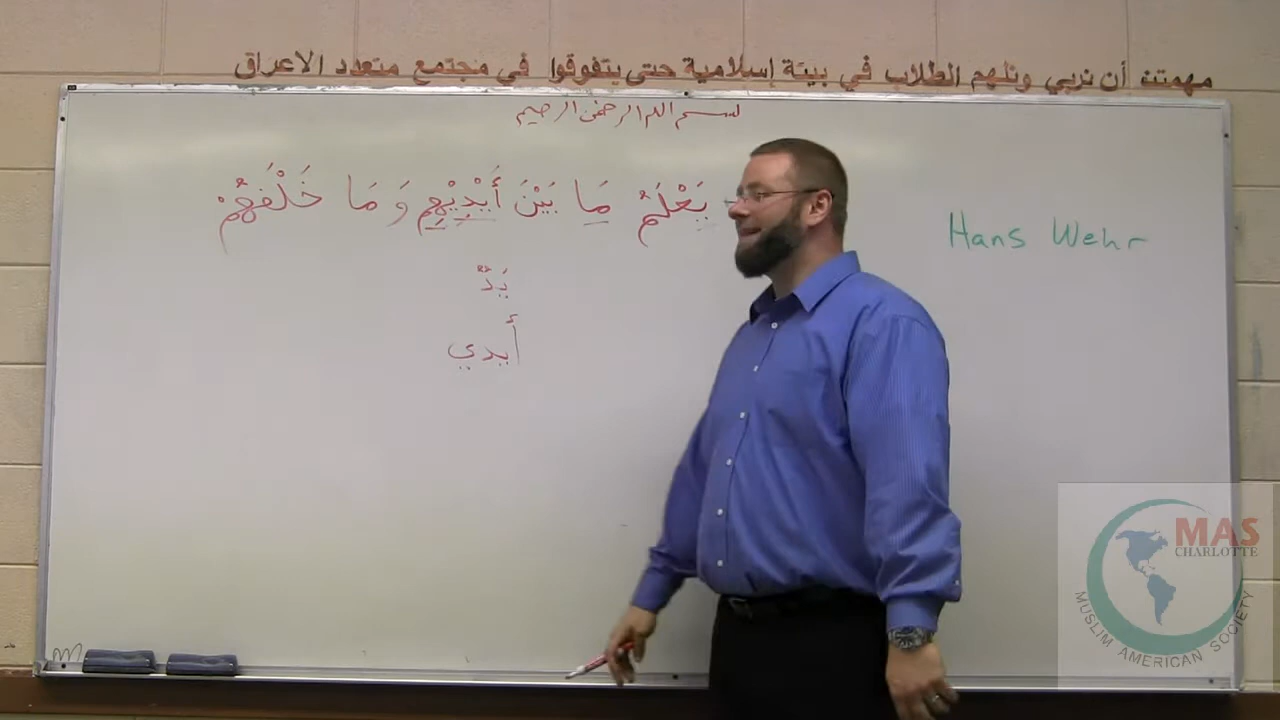 مهمتنا أن نربي ونلهم الطلاب في بيئة إسلامية حتى يتفوقوا في مجتمع متعدد الاعراق
بسم الله الرحمن الرحيم
يَعْلَمُ مَا بَيْنَ أَيْدِيْهِم وَ مَا خَلْفَهُمْ
يَدٌ
أَيدي
Hans Wehr
MAS
CHARLOTTE
MUSLIM AMERICAN SOCIETY